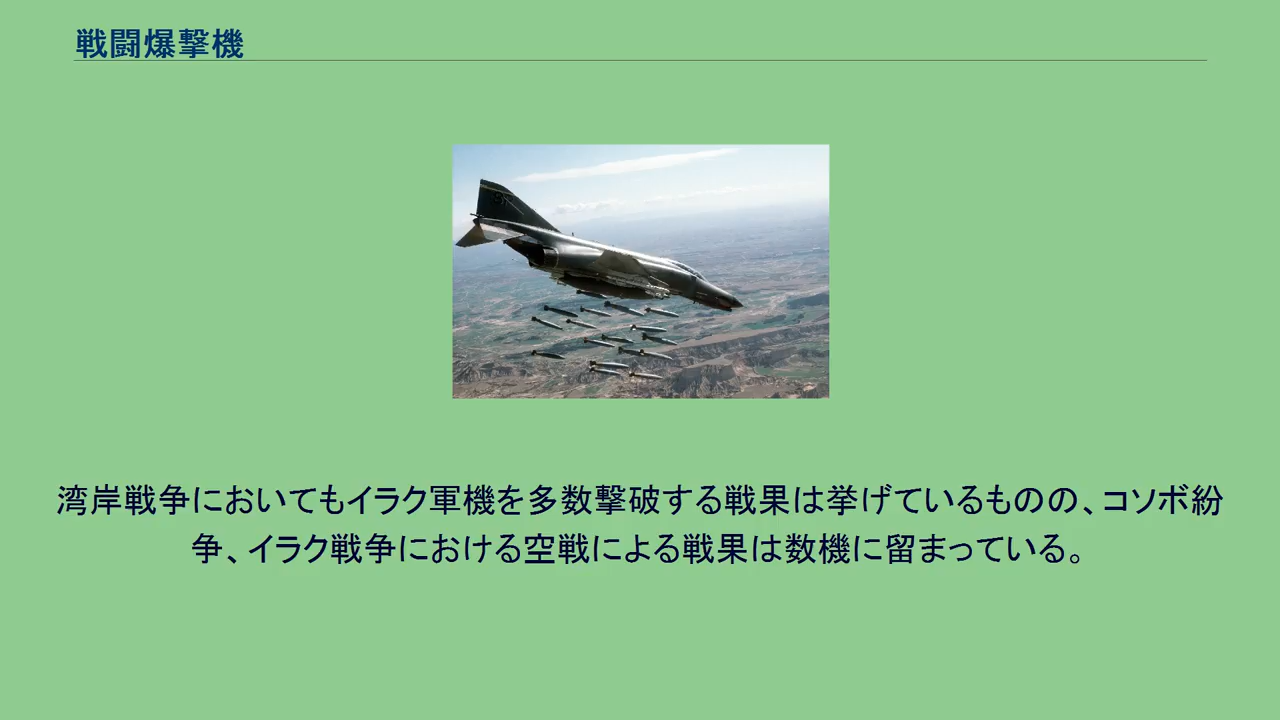 戦闘爆撃機
湾岸戦争においてもイラク軍機を多数撃破する戦果は挙げているものの、コソボ紛
争、イラク戦争における空戦による戦果は数機に留まっている。